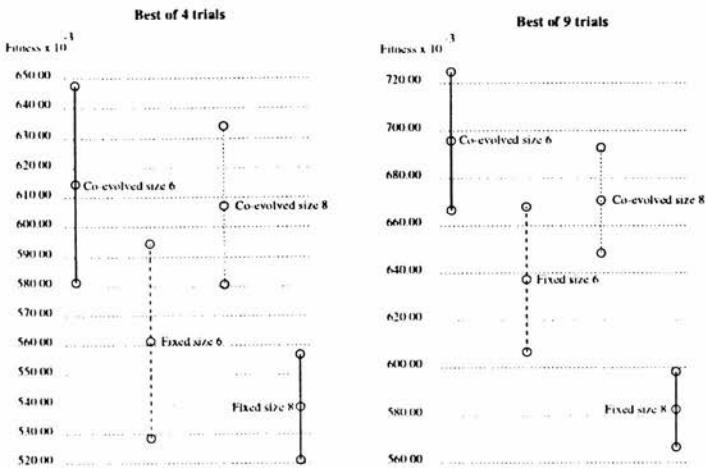 Best of 4 trials
Fitness x 10
-3
650.00
640.00
630.00
620.00
610.00
600.00
590.00
580.00
570.00
560.00
550.00
540.00
530.00
520.00
Co-evolved size 6
Co-evolved size 8
Fixed size 6
Fixed size 8
Best of 9 trials
Fitness x 10
-3
720.00
700.00
680.00
660.00
640.00
620.00
600.00
580.00
560.00
Co-evolved size 6
Co-evolved size 8
Fixed size 6
Fixed size 8